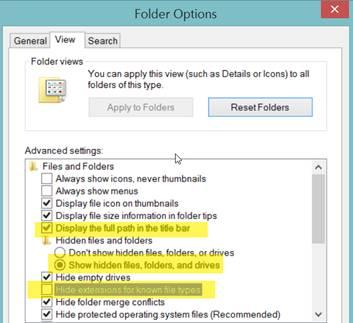 Folder Options
General View Search
Folder views
You can apply this view (such as Details or Icons) to all
folders of this type.
Apply to Folders Reset Folders
Advanced settings:
Files and Folders
Always show icons, never thumbnails
Always show menus
Display file icon on thumbnails
Display file size information in folder tips
Display the full path in the title bar
Hidden files and folders
Don't show hidden files, folders, or drives
Show hidden files, folders, and drives
Hide empty drives
Hide extensions for known file types
Hide folder merge conflicts
Hide protected operating system files (Recommended)